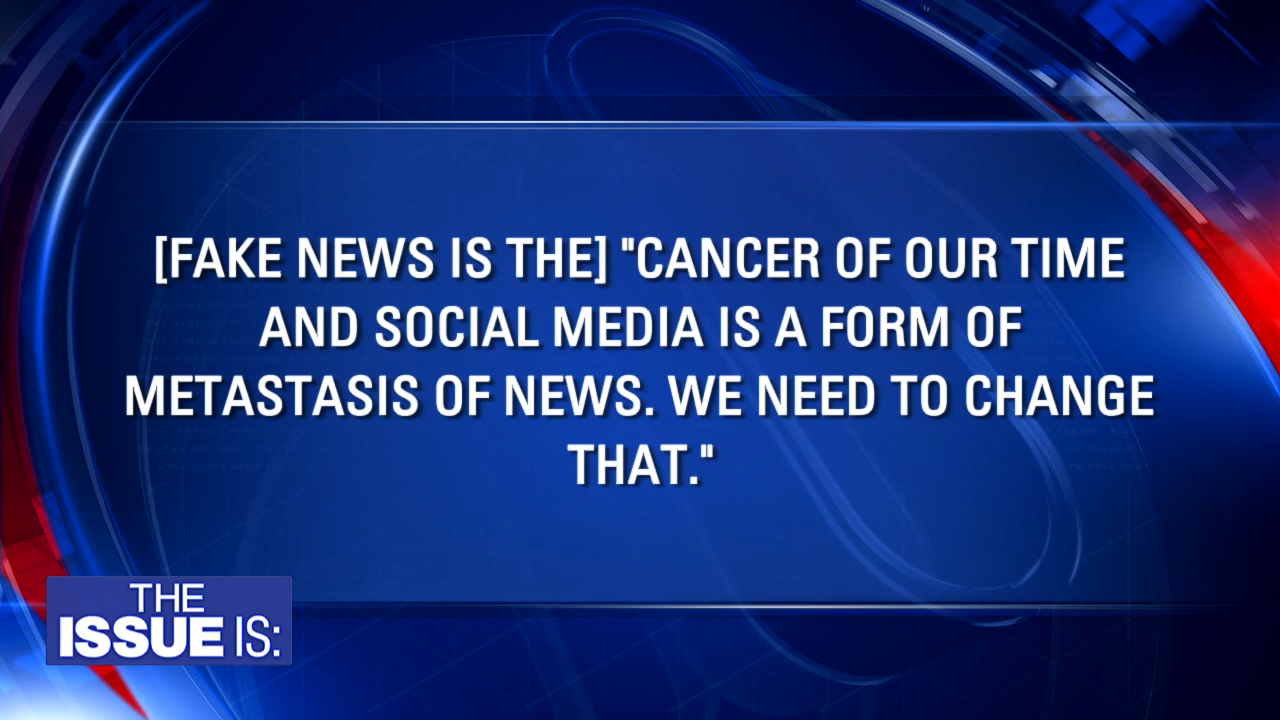 [FAKE NEWS IS THE] "CANCER OF OUR TIME
AND SOCIAL MEDIA IS A FORM OF
METASTASIS OF NEWS. WE NEED TO CHANGE
THAT."
THE
ISSUE IS: